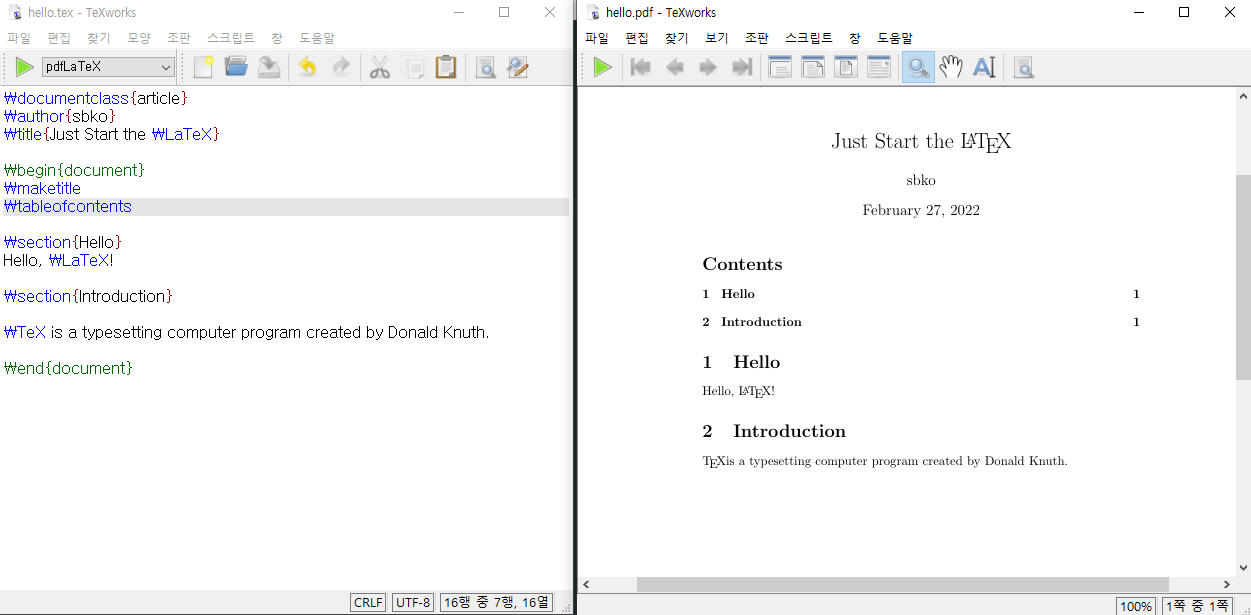 hello.tex - TeXworks
파일 편집 찾기 모양 조판 스크립트 창 도움말
pdfLaTeX
₩documentclass{article}
₩author{sbko}
₩title{Just Start the ₩LaTeX}
₩begin{document}
₩maketitle
₩tableofcontents
₩section{Hello}
Hello, ₩LaTeX!
₩section{Introduction}
₩TeX is a typesetting computer program created by Donald Knuth.
₩end{document}
CRLF UTF-8 16행 중 7행, 16열
hello.pdf - TeXworks
파일 편집 찾기 보기 조판 스크립트 창 도움말
Just Start the LATEX
sbko
February 27, 2022
Contents
1 Hello 1
2 Introduction 1
1 Hello
Hello, LATEX!
2 Introduction
TEXis a typesetting computer program created by Donald Knuth.
100% 1쪽 중 1쪽